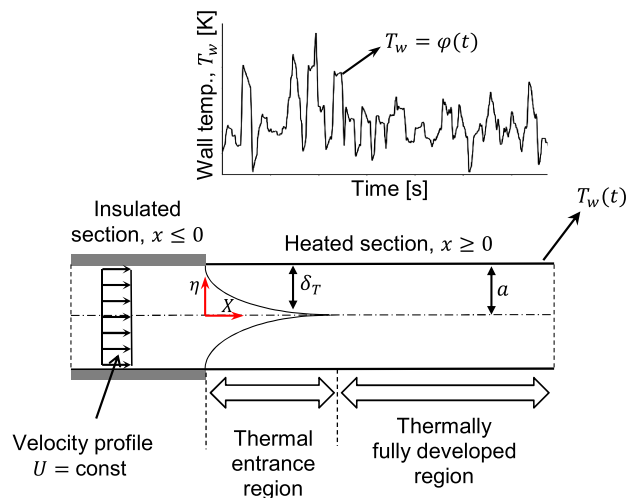 Wall temp., T_w [K]
T_w = φ(t)
Time [s]
T_w(t)
Insulated
section, x ≤ 0
Heated section, x ≥ 0
η
X
δ_T
a
Velocity profile
U = const
Thermal
entrance
region
Thermally
fully developed
region